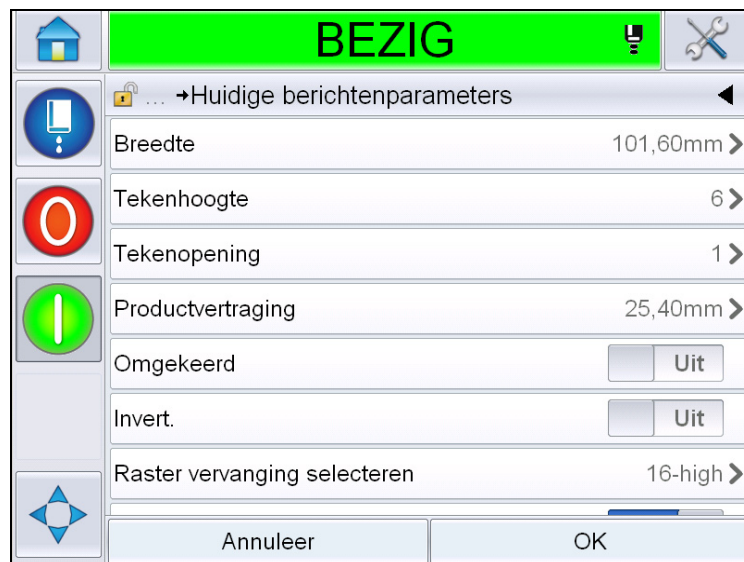 BEZIG
... →Huidige berichtenparameters
Breedte 101,60mm
Tekenhoogte 6
Tekenopening 1
Productvertraging 25,40mm
Omgekeerd Uit
Invert. Uit
Raster vervanging selecteren 16-high
Annuleer OK